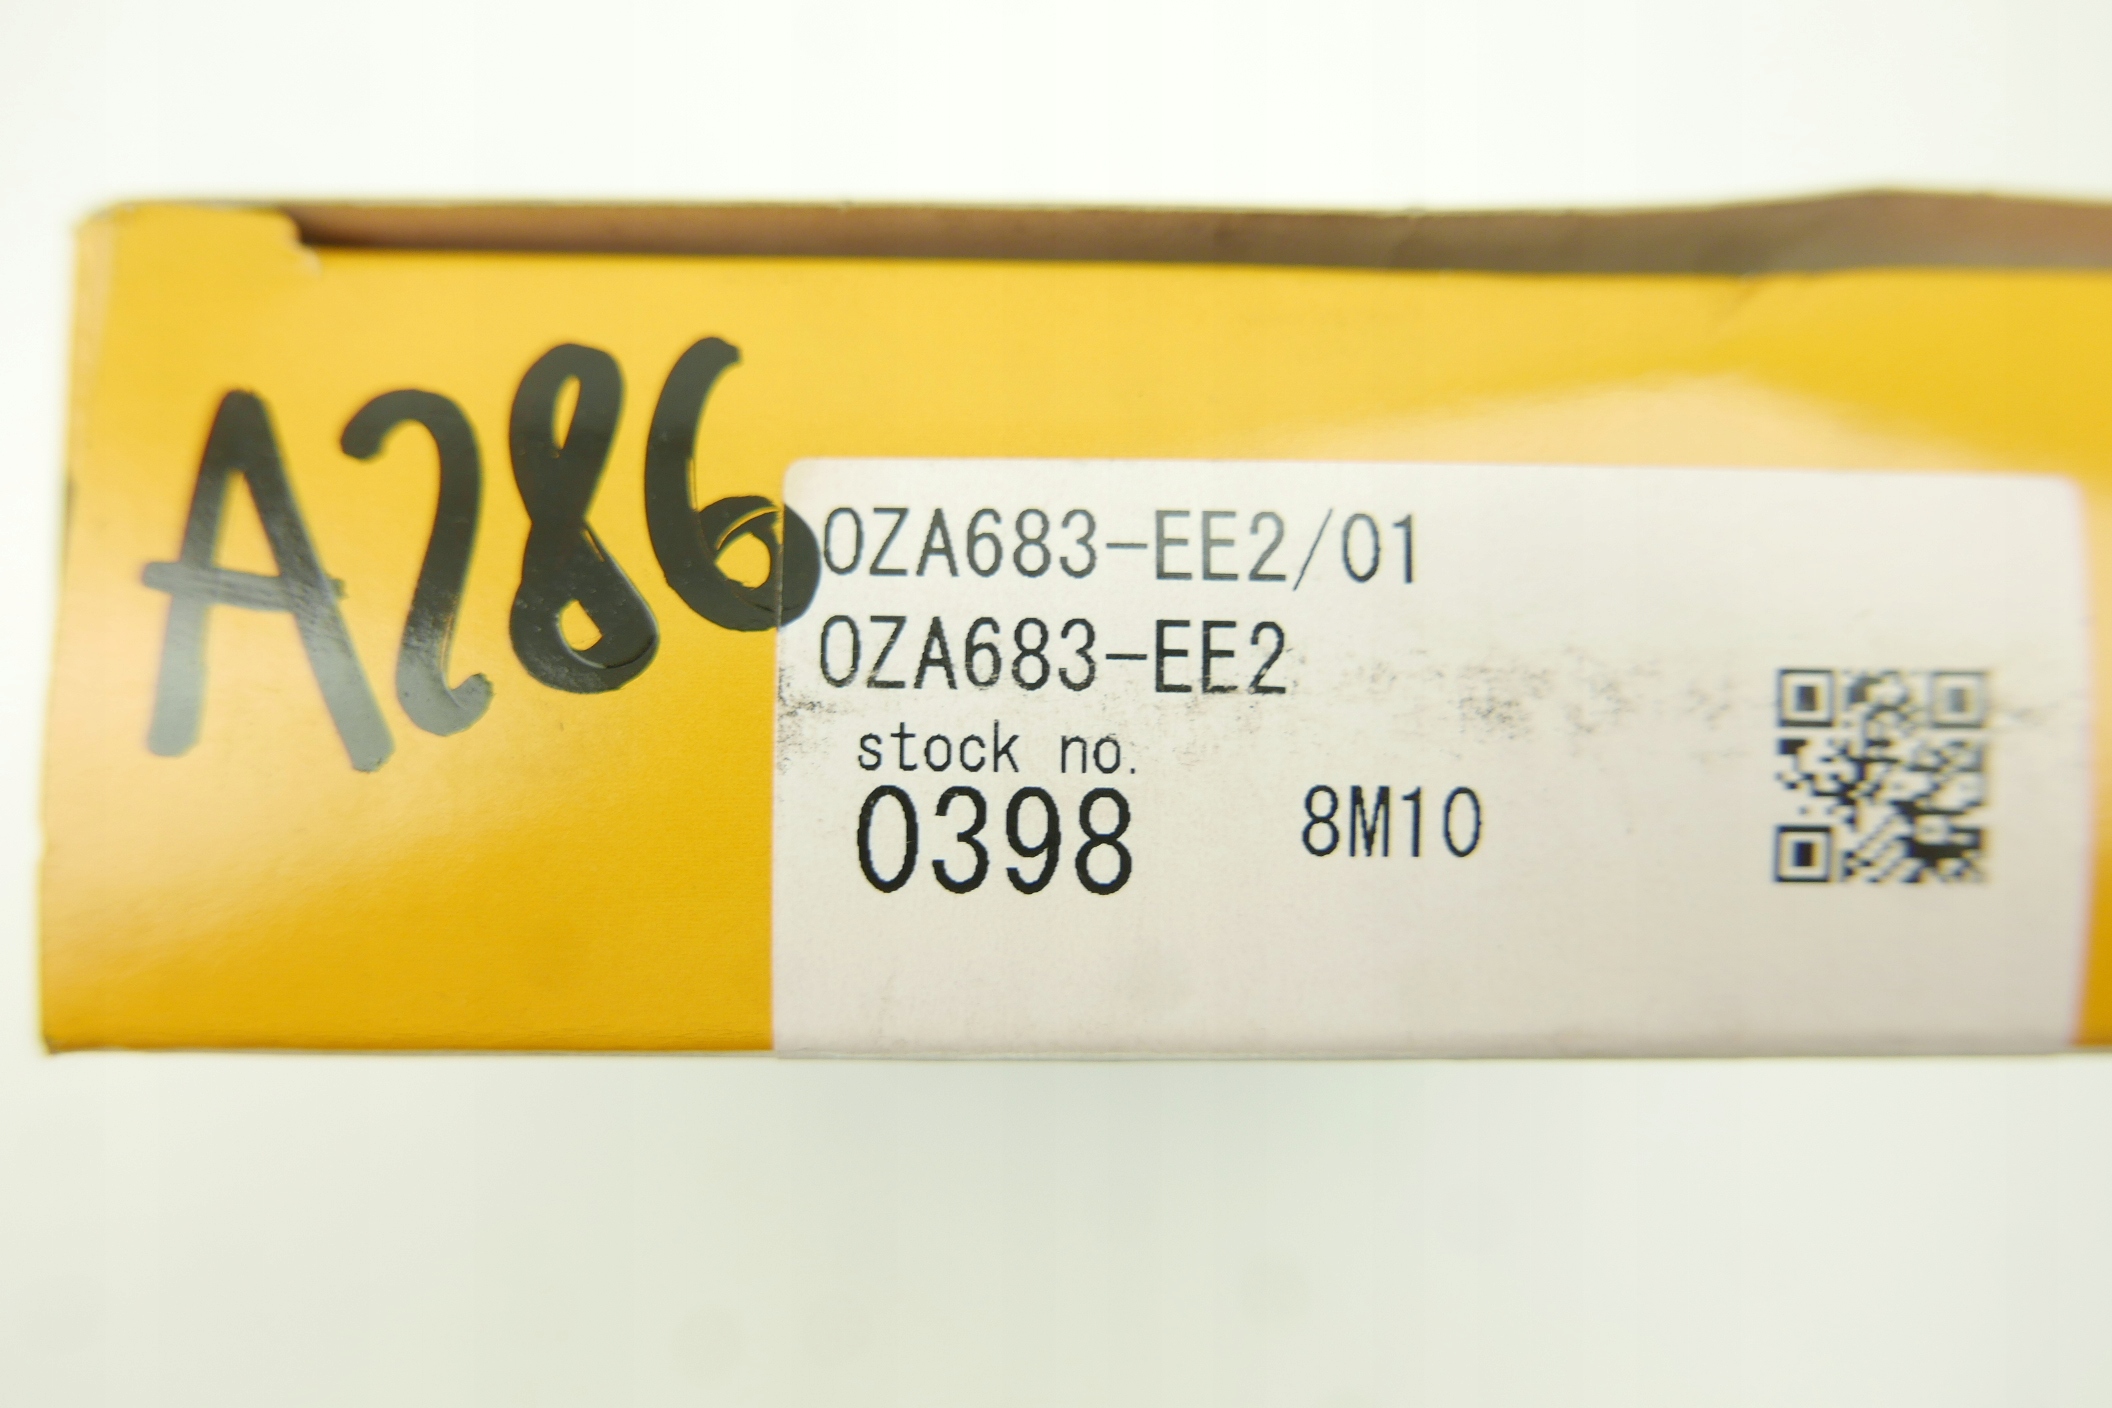 A286
OZA683-EE2/01
OZA683-EE2
stock no.
0398 8M10